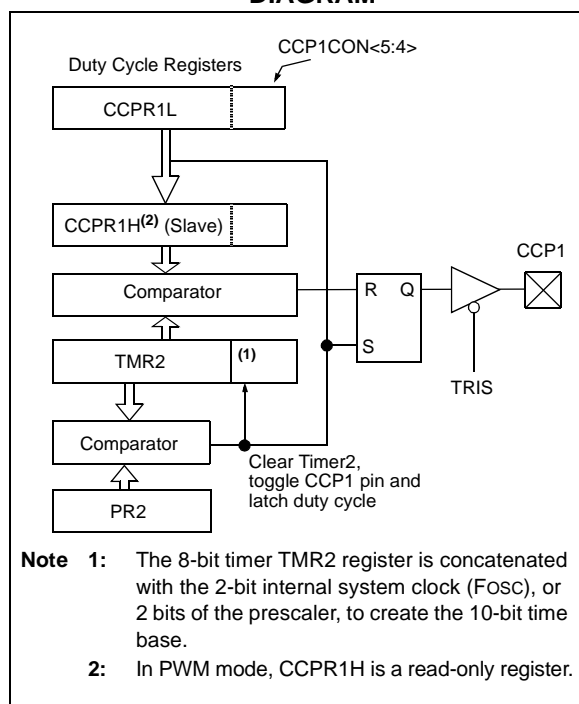 DIAGRAM
CCP1CON<5:4>
Duty Cycle Registers
CCPR1L
CCPR1H(2) (Slave)
CCP1
Comparator
R Q
TMR2
(1)
S
TRIS
Comparator
Clear Timer2,
toggle CCP1 pin and
latch duty cycle
PR2
Note 1: The 8-bit timer TMR2 register is concatenated
with the 2-bit internal system clock (FOSC), or
2 bits of the prescaler, to create the 10-bit time
base.
2: In PWM mode, CCPR1H is a read-only register.